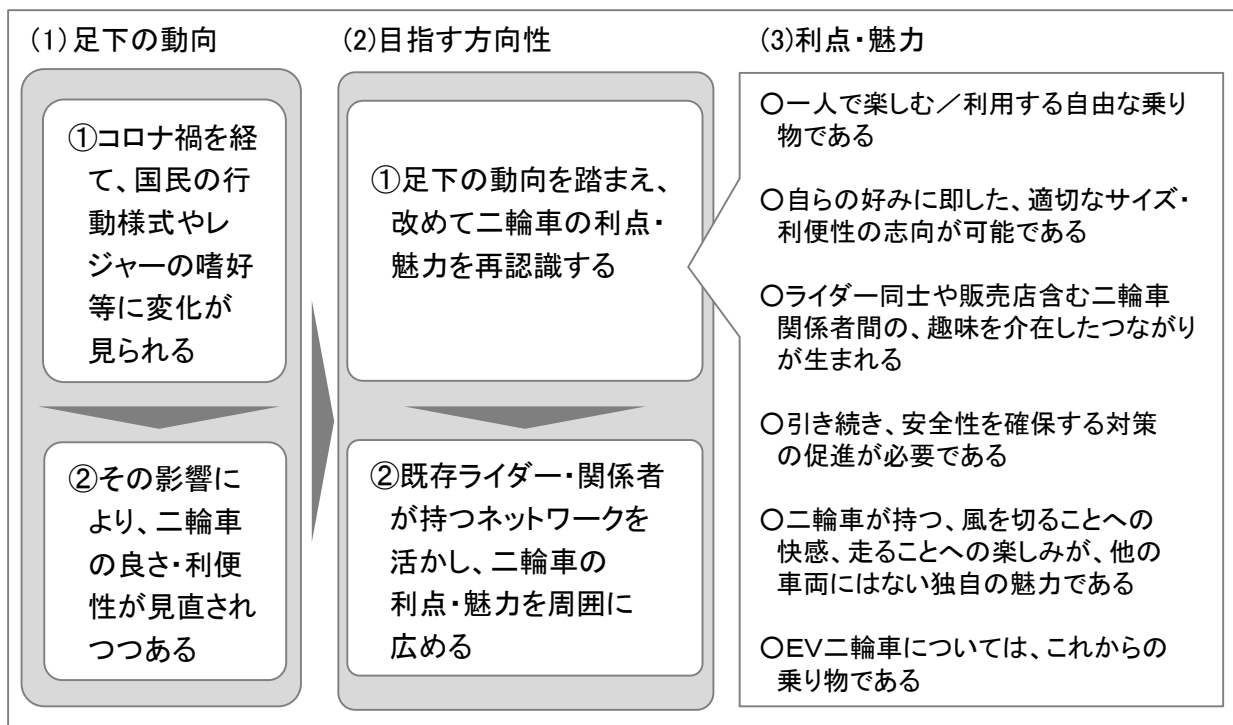 (1)足下の動向
①コロナ禍を経
て、国民の行
動様式やレ
ジャーの嗜好
等に変化が
見られる
②その影響に
より、二輪車
の良さ・利便
性が見直され
つつある
(2)目指す方向性
①足下の動向を踏まえ、
改めて二輪車の利点・
魅力を再認識する
②既存ライダー・関係者
が持つネットワークを
活かし、二輪車の
利点・魅力を周囲に
広める
(3)利点・魅力
○一人で楽しむ／利用する自由な乗り
物である
○自らの好みに即した、適切なサイズ・
利便性の志向が可能である
○ライダー同士や販売店含む二輪車
関係者間の、趣味を介在したつながり
が生まれる
○引き続き、安全性を確保する対策
の促進が必要である
○二輪車が持つ、風を切ることへの
快感、走ることへの楽しみが、他の
車両にはない独自の魅力である
○EV二輪車については、これからの
乗り物である